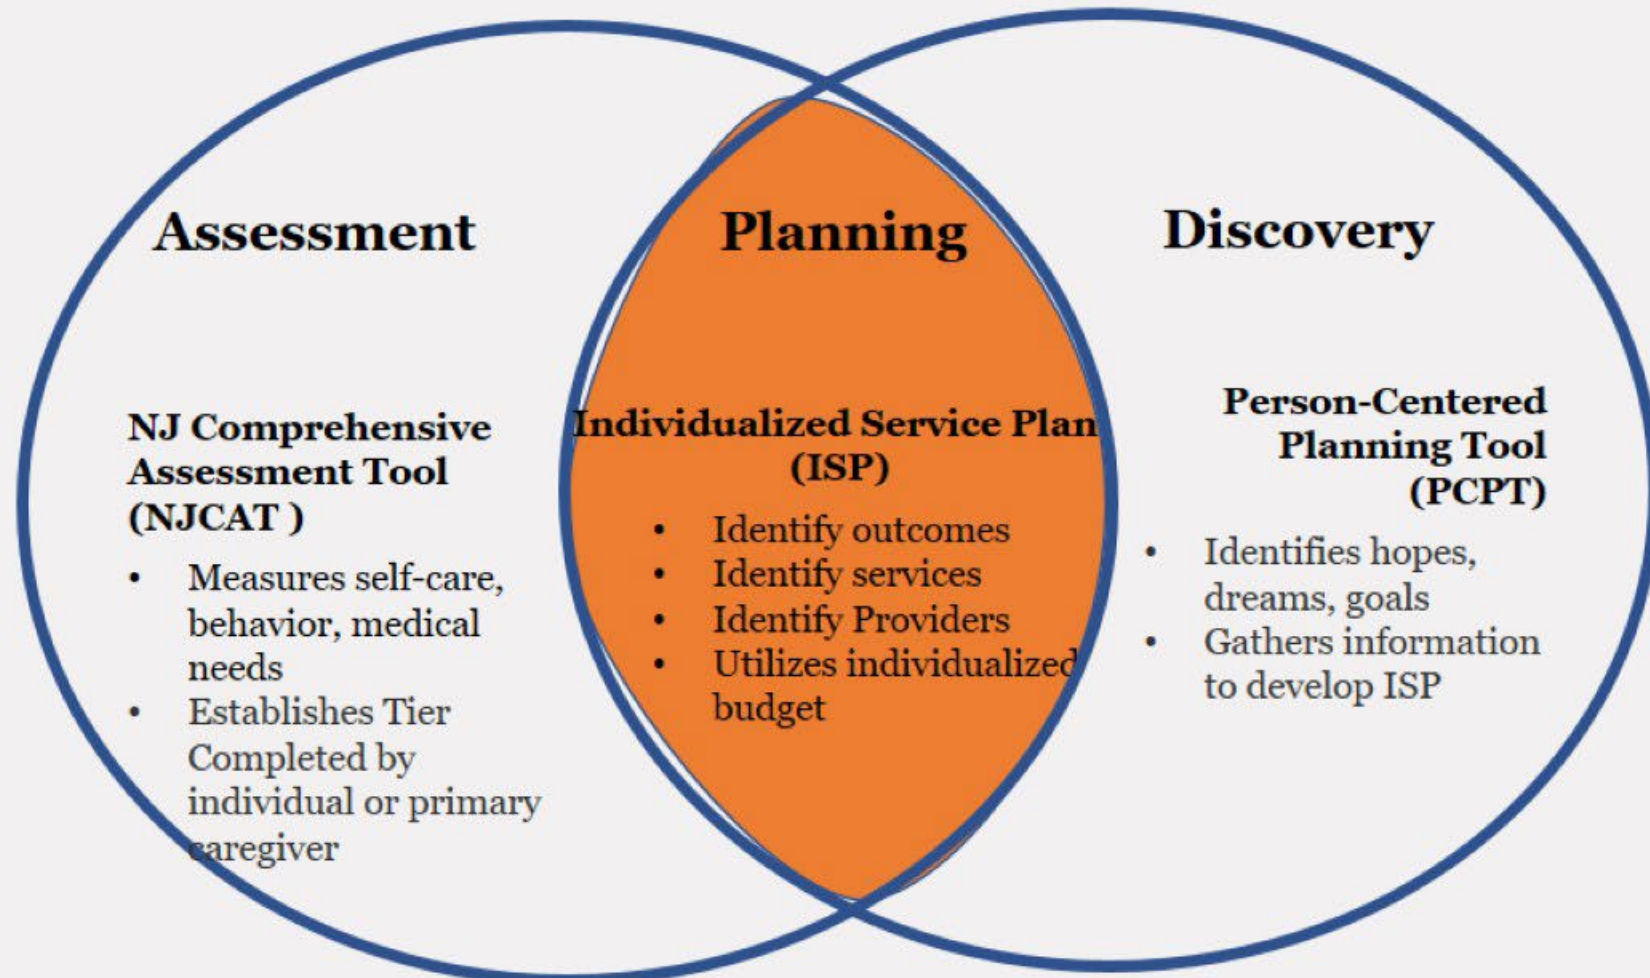 Assessment
NJ Comprehensive
Assessment Tool
(NJCAT )
• Measures self-care,
behavior, medical
needs
• Establishes Tier
Completed by
individual or primary
caregiver
Planning
Individualized Service Plan
(ISP)
• Identify outcomes
• Identify services
• Identify Providers
• Utilizes individualized
budget
Discovery
Person-Centered
Planning Tool
(PCPT)
• Identifies hopes,
dreams, goals
• Gathers information
to develop ISP